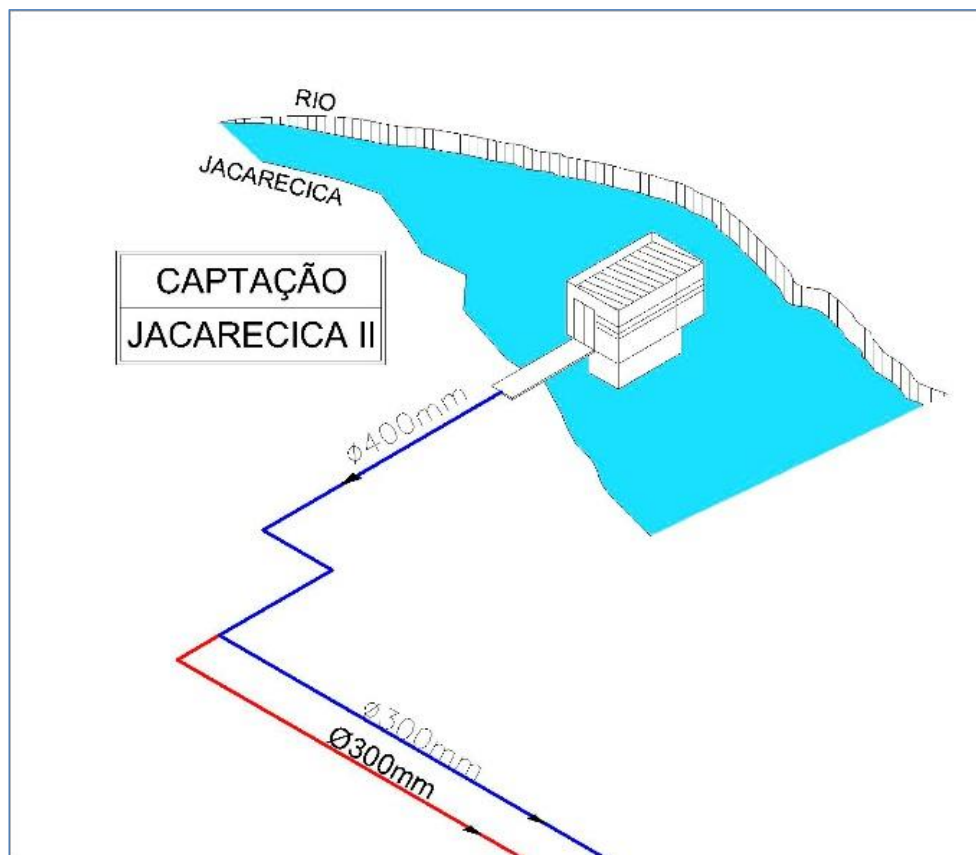 RIO
JACARECICA
CAPTAÇÃO
JACARECICA II
ø400mm
ø300mm
Ø300mm